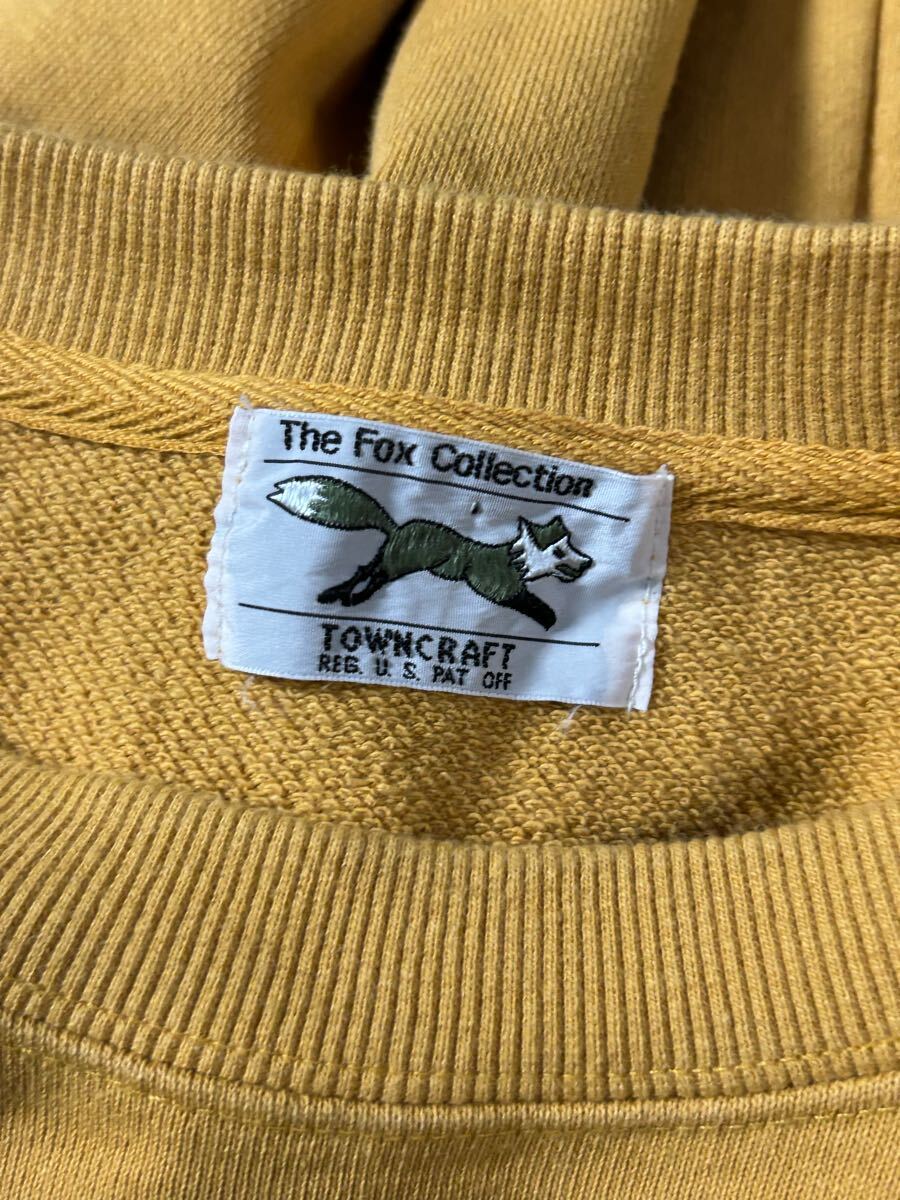 The Fox Collection
TOWNCRAFT
REG. U. S. PAT OFF